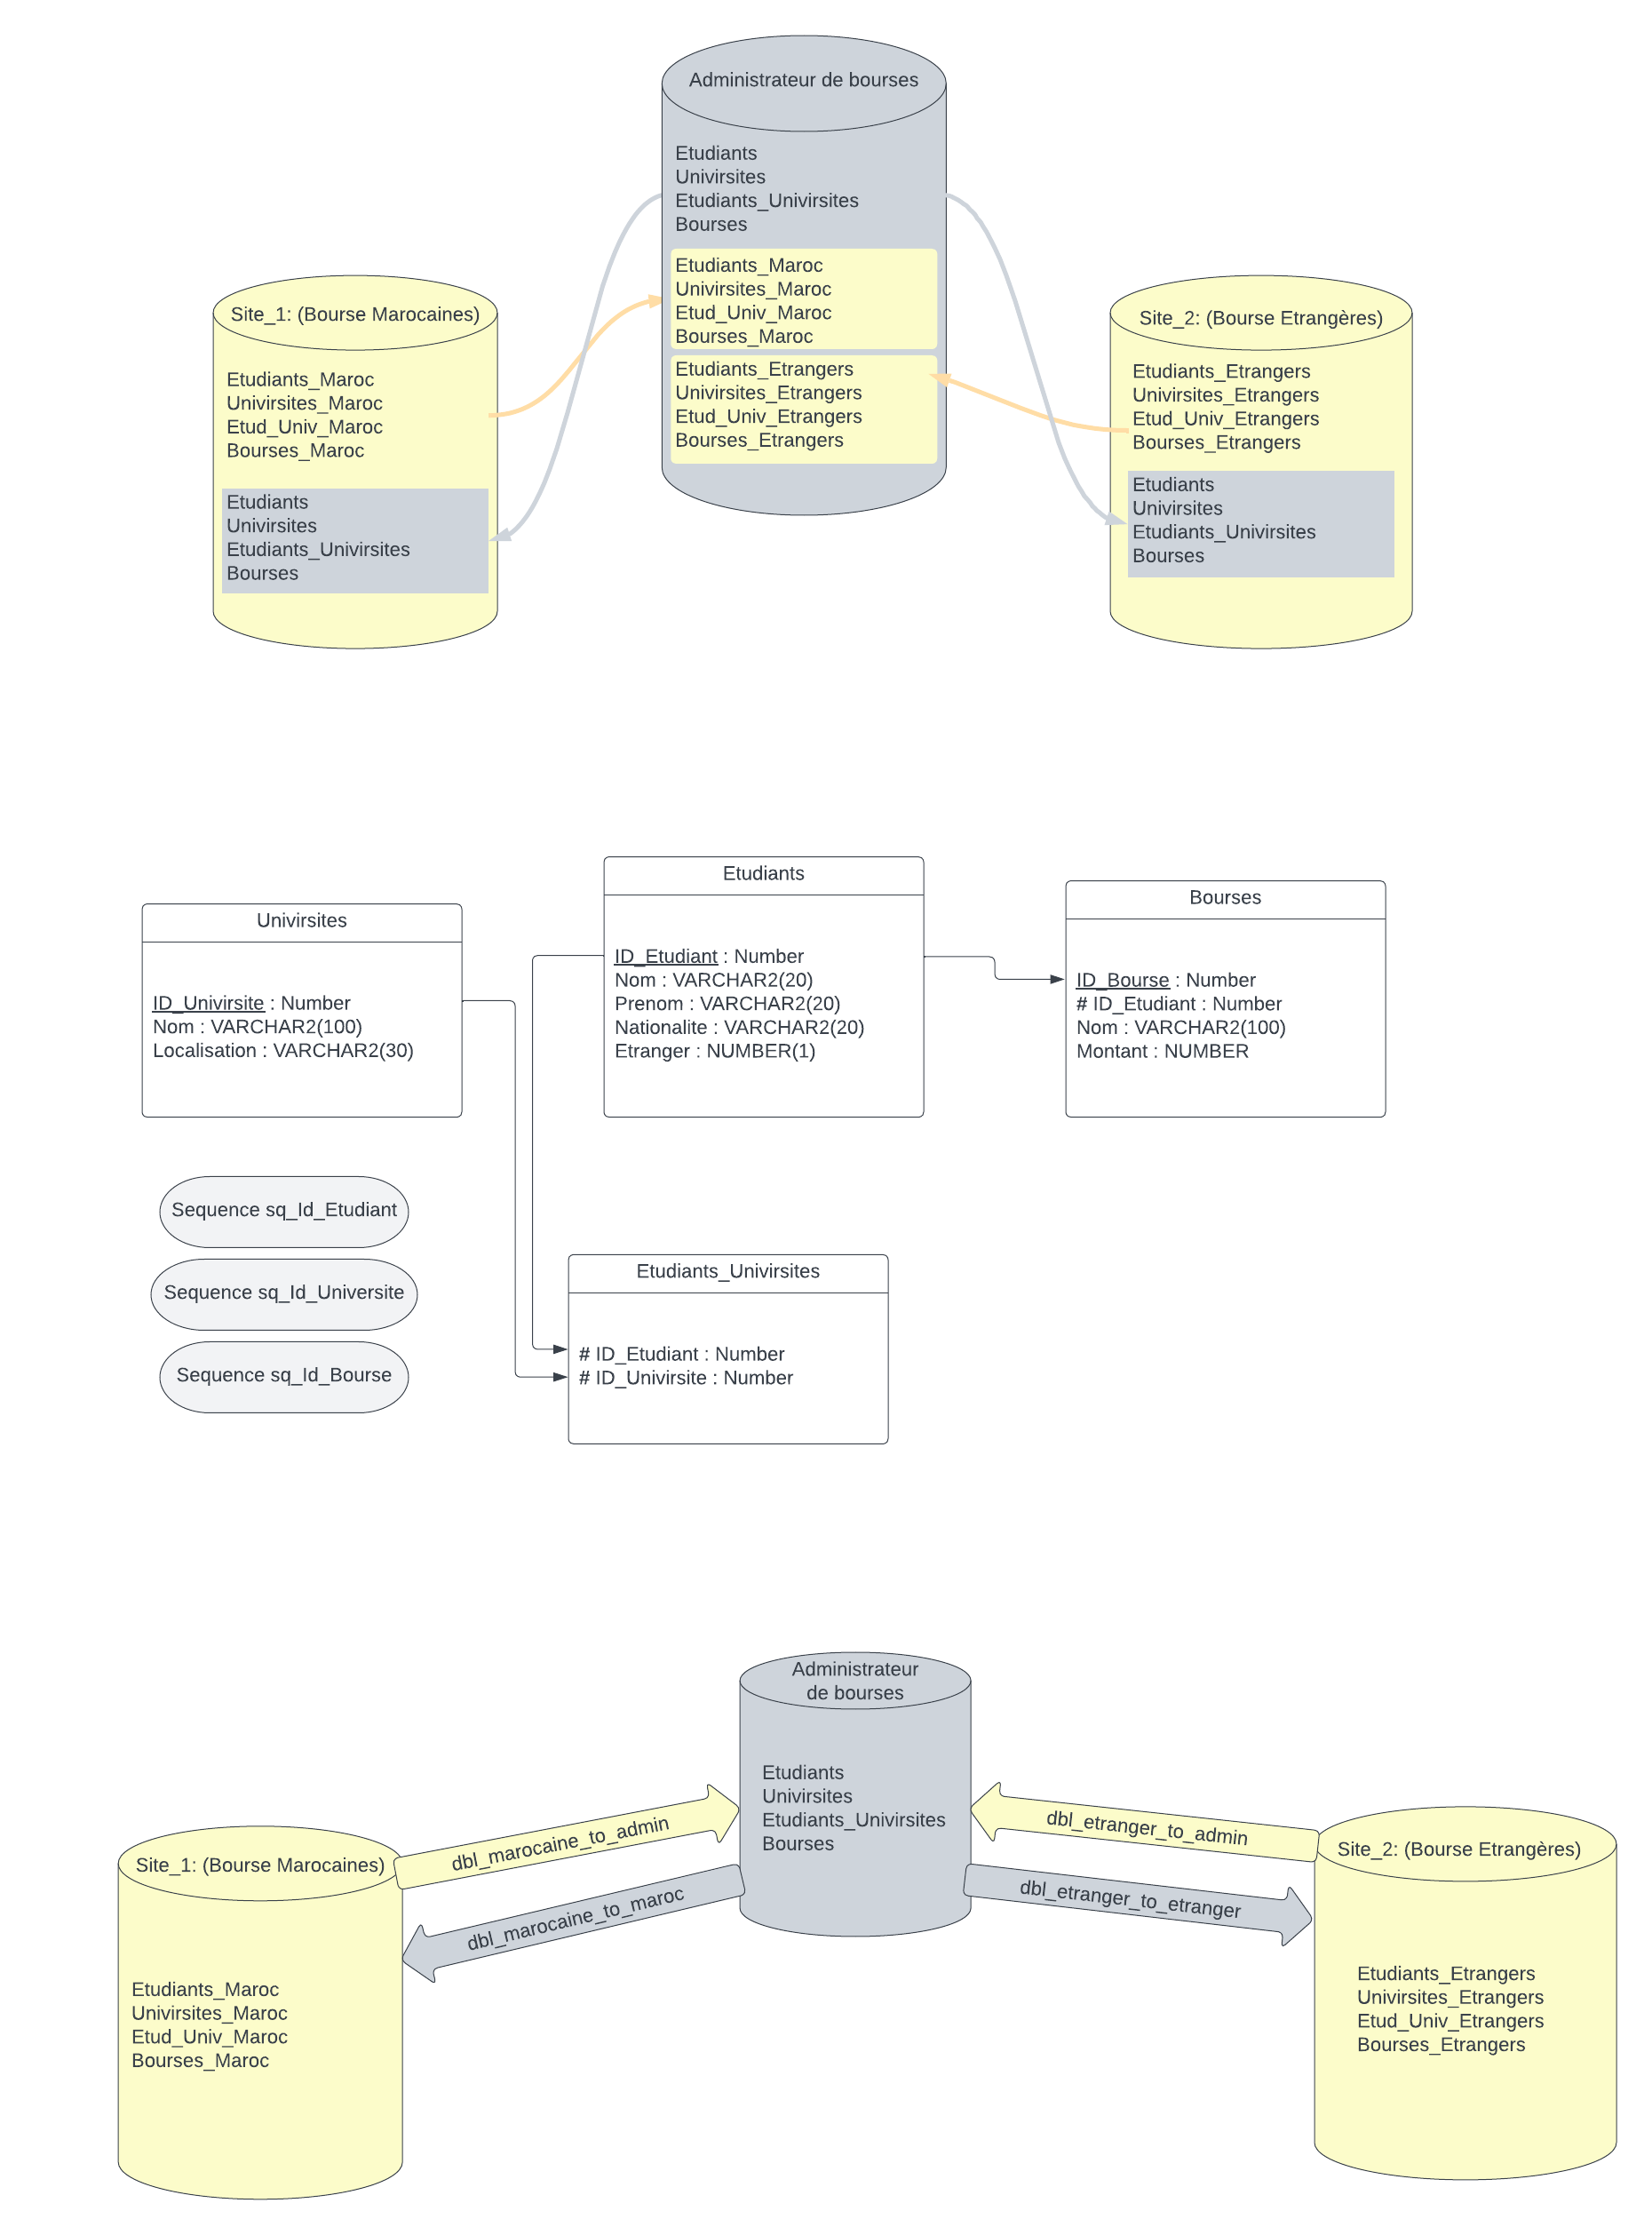 Administrateur de bourses
Etudiants
Univirsites
Etudiants_Univirsites
Bourses
Etudiants_Maroc
Univirsites_Maroc
Etud_Univ_Maroc
Bourses_Maroc
Etudiants_Etrangers
Univirsites_Etrangers
Etud_Univ_Etrangers
Bourses_Etrangers
Site_1: (Bourse Marocaines)
Etudiants_Maroc
Univirsites_Maroc
Etud_Univ_Maroc
Bourses_Maroc
Etudiants
Univirsites
Etudiants_Univirsites
Bourses
Site_2: (Bourse Etrangères)
Etudiants_Etrangers
Univirsites_Etrangers
Etud_Univ_Etrangers
Bourses_Etrangers
Etudiants
Univirsites
Etudiants_Univirsites
Bourses
Univirsites
ID_Univirsite : Number
Nom : VARCHAR2(100)
Localisation : VARCHAR2(30)
Etudiants
ID_Etudiant : Number
Nom : VARCHAR2(20)
Prenom : VARCHAR2(20)
Nationalite : VARCHAR2(20)
Etranger : NUMBER(1)
Bourses
ID_Bourse : Number
# ID_Etudiant : Number
Nom : VARCHAR2(100)
Montant : NUMBER
Sequence sq_Id_Etudiant
Sequence sq_Id_Universite
Sequence sq_Id_Bourse
Etudiants_Univirsites
# ID_Etudiant : Number
# ID_Univirsite : Number
Administrateur
de bourses
Etudiants
Univirsites
Etudiants_Univirsites
Bourses
dbl_marocaine_to_admin
dbl_marocaine_to_maroc
dbl_etranger_to_admin
dbl_etranger_to_etranger
Site_1: (Bourse Marocaines)
Etudiants_Maroc
Univirsites_Maroc
Etud_Univ_Maroc
Bourses_Maroc
Site_2: (Bourse Etrangères)
Etudiants_Etrangers
Univirsites_Etrangers
Etud_Univ_Etrangers
Bourses_Etrangers